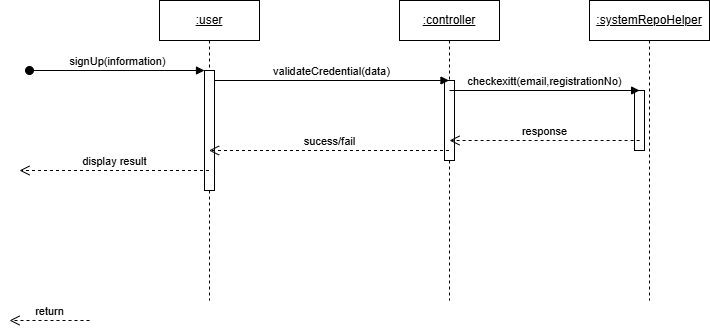 :user
:controller
:systemRepoHelper
signUp(information)
validateCredential(data)
checkexitt(email,registrationNo)
response
sucess/fail
display result
return